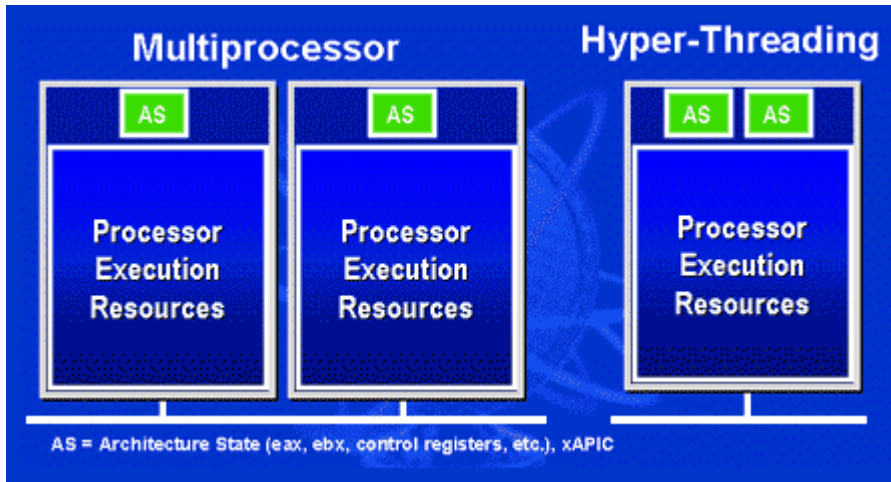 Multiprocessor
Hyper-Threading
AS
AS
AS
AS
Processor
Execution
Resources
Processor
Execution
Resources
Processor
Execution
Resources
AS = Architecture State (eax, ebx, control registers, etc.), xAPIC